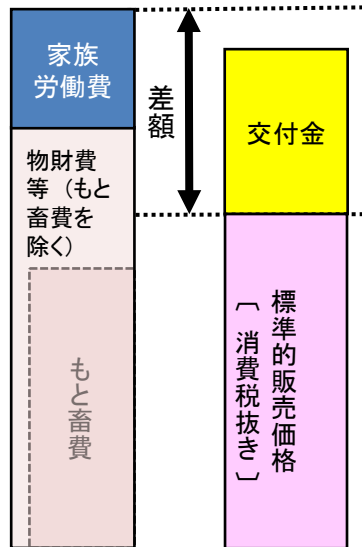 家族
労働費
物財費
等（もと
畜費を
除く）
もと畜費
差額
交付金
標準的販売価格
〔消費税抜き〕